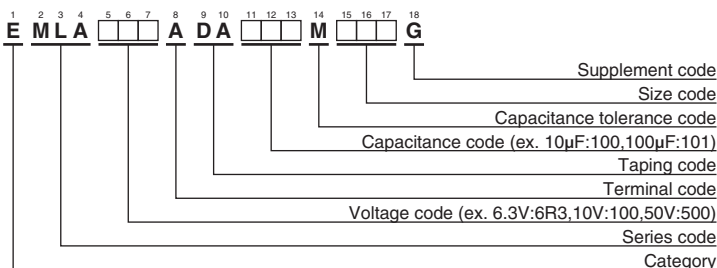 1 2 3 4 5 6 7 8 9 10 11 12 13 14 15 16 17 18
E M L A A D A M G
Supplement code
Size code
Capacitance tolerance code
Capacitance code (ex. 10μF:100,100μF:101)
Taping code
Terminal code
Voltage code (ex. 6.3V:6R3,10V:100,50V:500)
Series code
Category